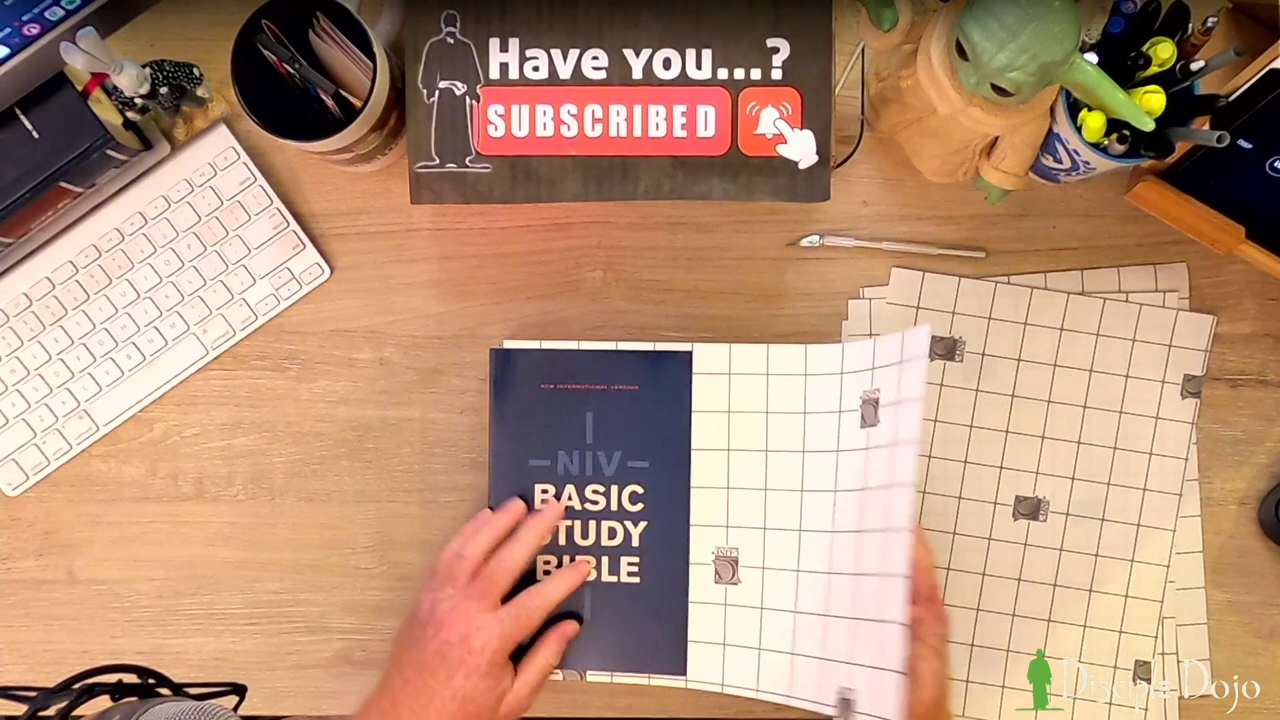 Have you...?
SUBSCRIBED
NEW INTERNATIONAL VERSION
NIV
BASIC
STUDY
BIBLE
Disciple Dojo